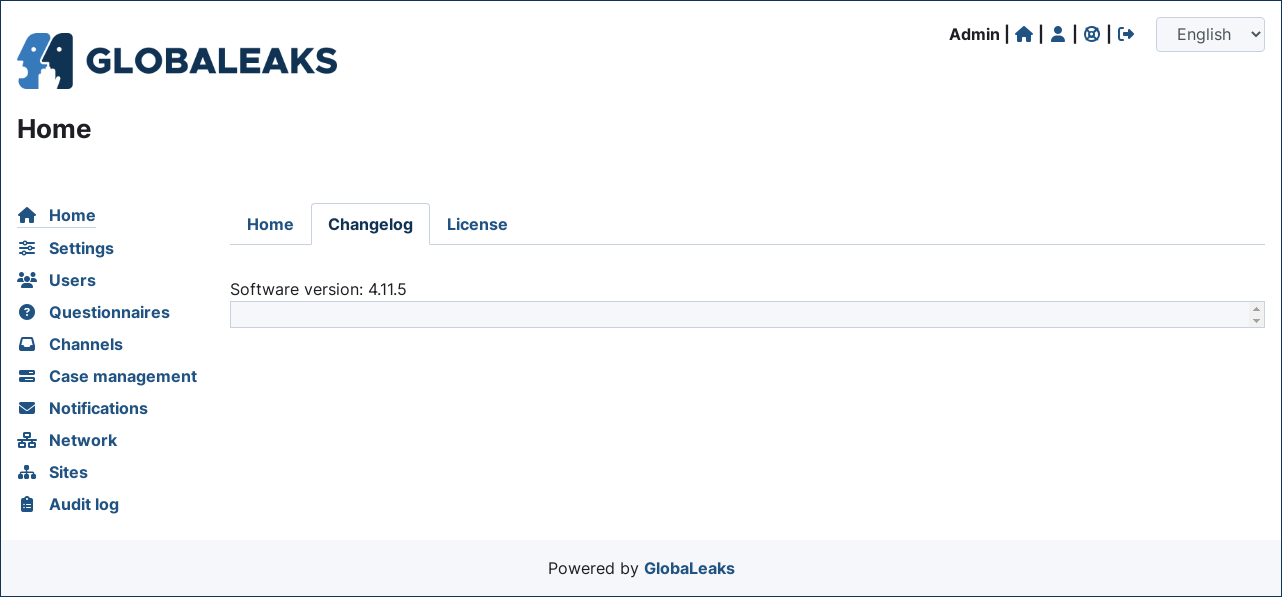 Admin | | | | English
GLOBALEAKS
Home
Home
Settings
Users
Questionnaires
Channels
Case management
Notifications
Network
Sites
Audit log
Home Changelog License
Software version: 4.11.5
Powered by GlobaLeaks